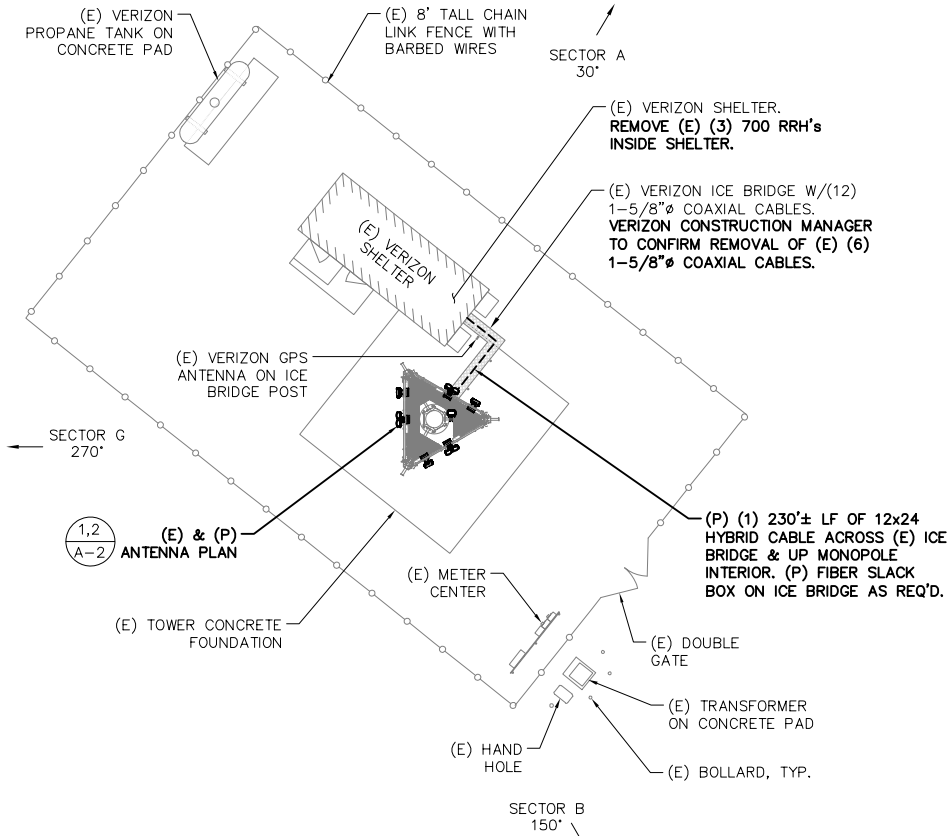 (E) VERIZON
PROPANE TANK ON
CONCRETE PAD
(E) 8' TALL CHAIN
LINK FENCE WITH
BARBED WIRES
SECTOR A
30°
(E) VERIZON SHELTER.
REMOVE (E) (3) 700 RRH's
INSIDE SHELTER.
(E) VERIZON ICE BRIDGE W/(12)
1-5/8"ø COAXIAL CABLES.
VERIZON CONSTRUCTION MANAGER
TO CONFIRM REMOVAL OF (E) (6)
1-5/8"ø COAXIAL CABLES.
(E) VERIZON
SHELTER
(E) VERIZON GPS
ANTENNA ON ICE
BRIDGE POST
SECTOR G
270°
1,2
A-2
(E) & (P)
ANTENNA PLAN
(P) (1) 230'± LF OF 12x24
HYBRID CABLE ACROSS (E) ICE
BRIDGE & UP MONOPOLE
INTERIOR. (P) FIBER SLACK
BOX ON ICE BRIDGE AS REQ'D.
(E) METER
CENTER
(E) TOWER CONCRETE
FOUNDATION
(E) DOUBLE
GATE
(E) TRANSFORMER
ON CONCRETE PAD
(E) HAND
HOLE
(E) BOLLARD, TYP.
SECTOR B
150°